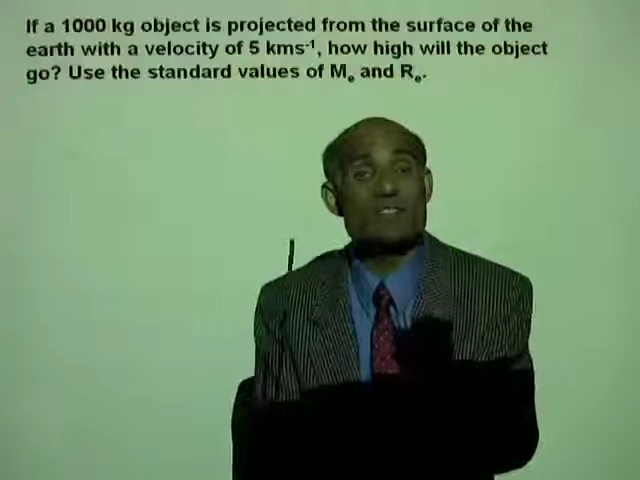 If a 1000 kg object is projected from the surface of the
earth with a velocity of 5 kms⁻¹, how high will the object
go? Use the standard values of Mₑ and Rₑ.